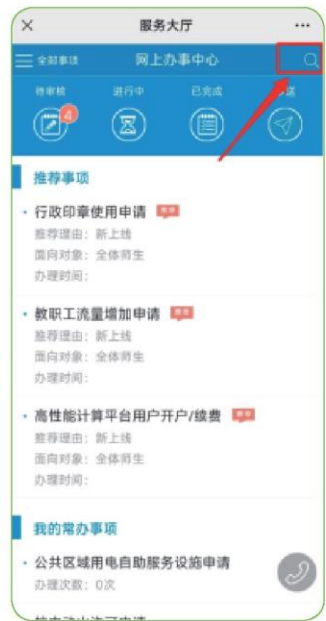 服务大厅
全部事项 网上办事中心
待审核 进行中 已完成 送
4
推荐事项
行政印章使用申请 推荐
推荐理由：新上线
面向对象：全体师生
办理时间：
教职工流量增加申请 推荐
推荐理由：新上线
面向对象：全体师生
办理时间：
高性能计算平台用户开户/续费 推荐
推荐理由：新上线
面向对象：全体师生
办理时间：
我的常办事项
公共区域用电自助服务设施申请
办理次数：0次